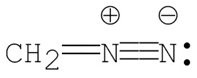 ⊕ ⊖
CH₂=N≡N: